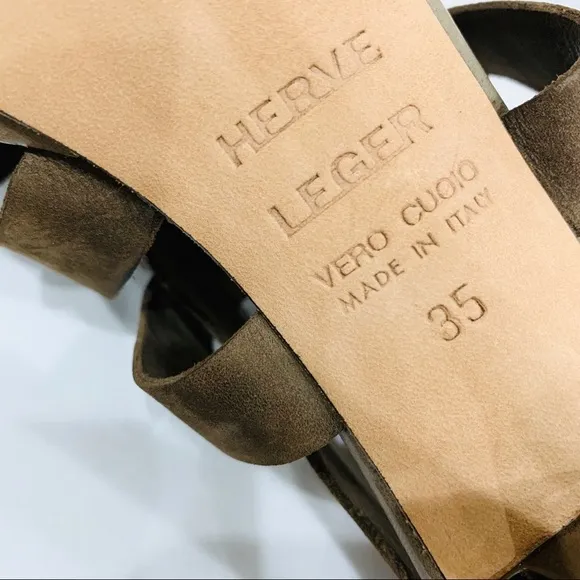 HERVE
LEGER
VERO CUOIO
MADE IN ITALY
35